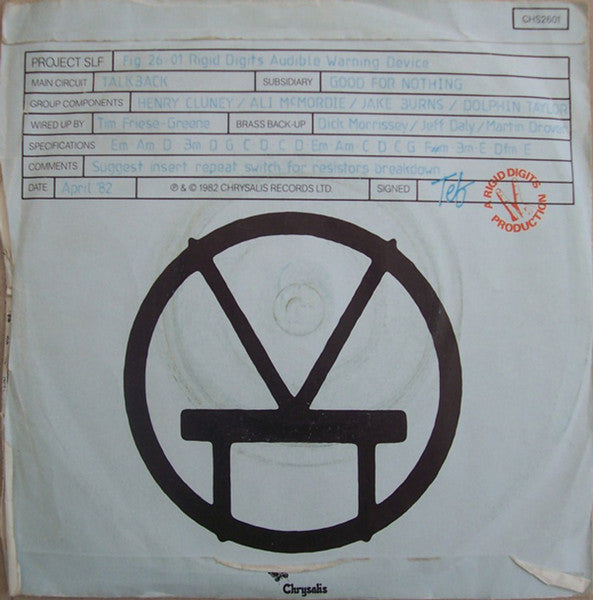 CHS2601
PROJECT SLF Fig 26-01 Rigid Digits Audible Warning Device
MAIN CIRCUIT TALKBACK SUBSIDIARY GOOD FOR NOTHING
GROUP COMPONENTS HENRY CLUNEY / ALI McMORDIE / JAKE BURNS / DOLPHIN TAYLOR
WIRED UP BY Tim Friese-Greene BRASS BACK-UP Dick Morrissey / Jeff Daly / Martin Drover
SPECIFICATIONS Em Am D Bm D G C D C D Em Am C D C G Bm E
COMMENTS Suggest insert repeat switch for resistors breakdown
DATE April '82 ℗ & © 1982 CHRYSALIS RECORDS LTD. SIGNED
A RIGID DIGITS PRODUCTION
Chrysalis